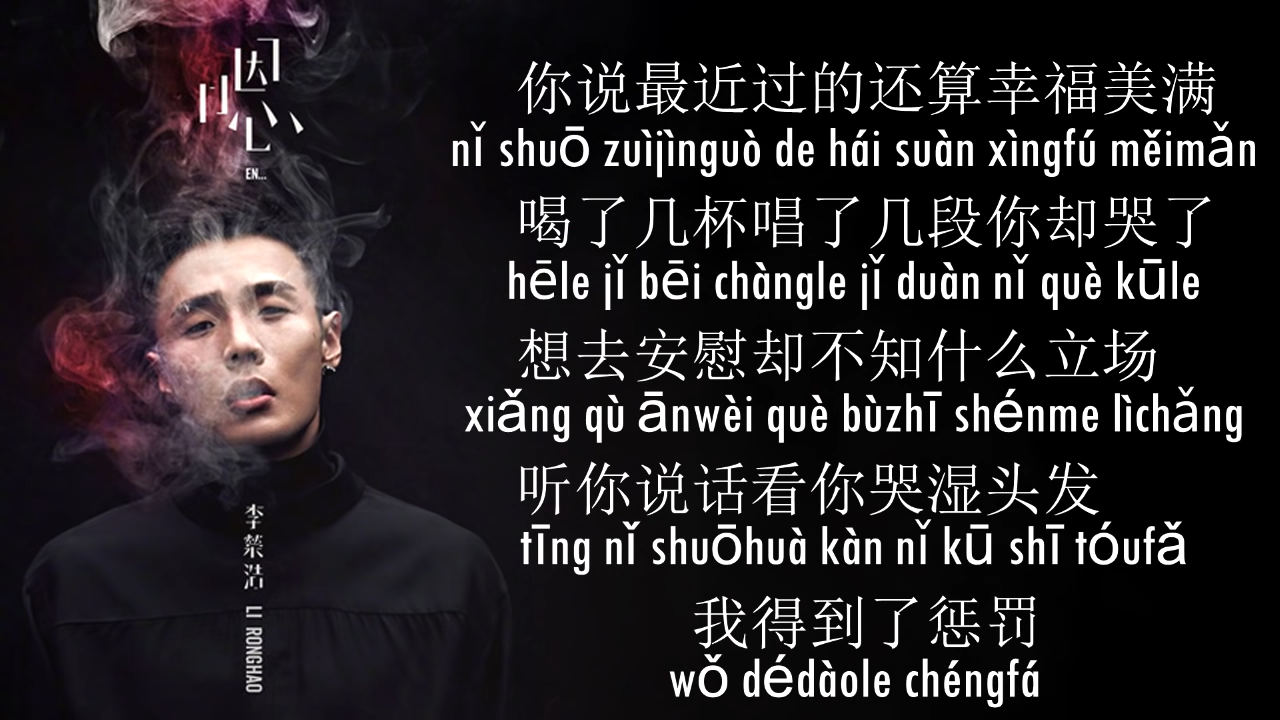 嗯
EN...
李榮浩 LI RONGHAO
你说最近过的还算幸福美满
nǐ shuō zuìjìnguò de hái suàn xìngfú měimǎn
喝了几杯唱了几段你却哭了
hēle jǐ bēi chàngle jǐ duàn nǐ què kūle
想去安慰却不知什么立场
xiǎng qù ānwèi què bùzhī shénme lìchǎng
听你说话看你哭湿头发
tīng nǐ shuōhuà kàn nǐ kū shī tóufǎ
我得到了惩罚
wǒ dédàole chéngfá